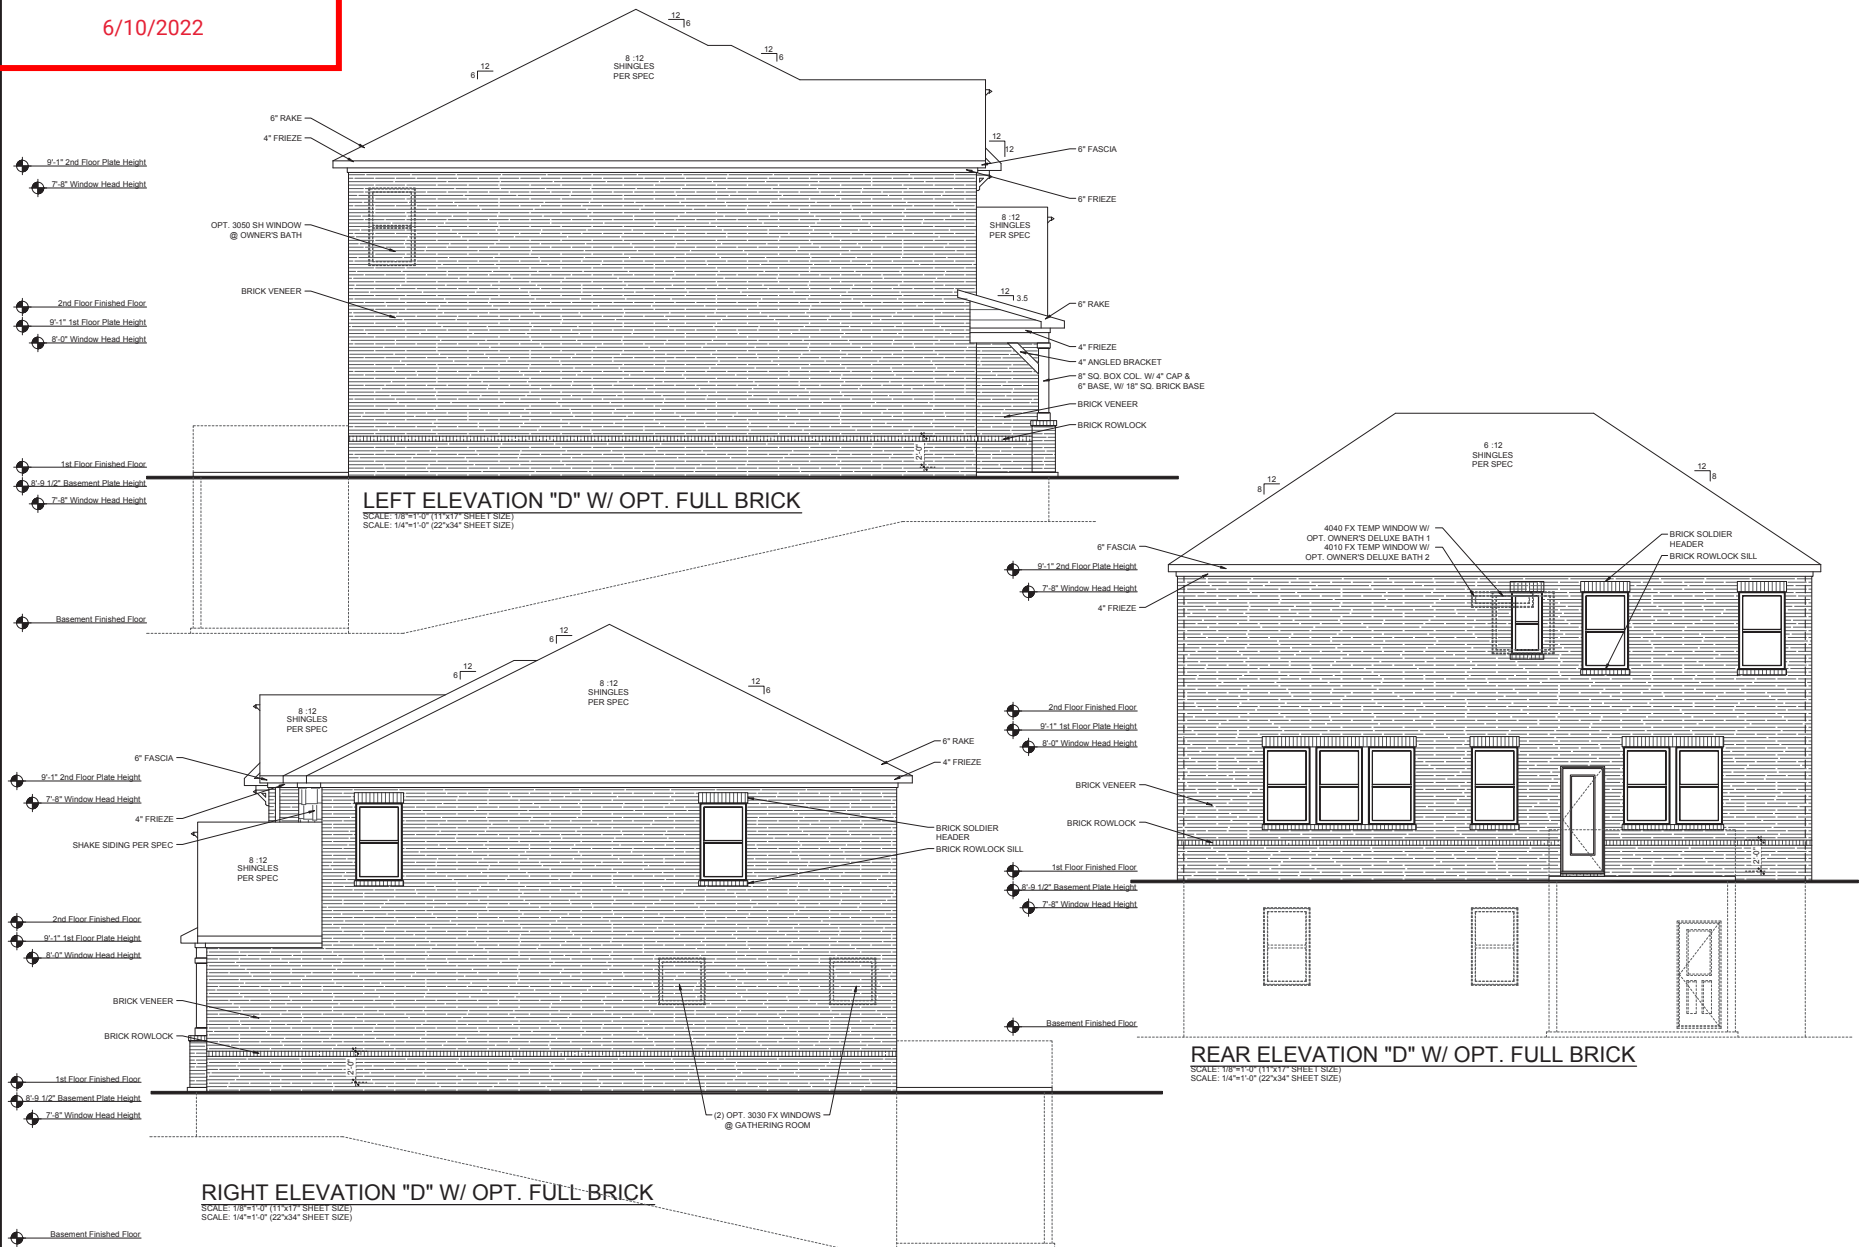 6/10/2022
12
6
12
6
8 :12
SHINGLES
PER SPEC
12
6
6" RAKE
4" FRIEZE
12
12
6" FASCIA
9'-1" 2nd Floor Plate Height
7'-8" Window Head Height
6" FRIEZE
OPT. 3050 SH WINDOW
@ OWNER'S BATH
8 :12
SHINGLES
PER SPEC
BRICK VENEER
12
3.5
6" RAKE
2nd Floor Finished Floor
9'-1" 1st Floor Plate Height
8'-0" Window Head Height
4" FRIEZE
4" ANGLED BRACKET
8" SQ. BOX COL. W/ 4" CAP &
6" BASE, W/ 18" SQ. BRICK BASE
BRICK VENEER
BRICK ROWLOCK
2'-0"
1st Floor Finished Floor
8'-9 1/2" Basement Plate Height
7'-8" Window Head Height
Basement Finished Floor
LEFT ELEVATION "D" W/ OPT. FULL BRICK
SCALE: 1/8"=1'-0" (11"x17" SHEET SIZE)
SCALE: 1/4"=1'-0" (22"x34" SHEET SIZE)
6 :12
SHINGLES
PER SPEC
12
8
12
8
4040 FX TEMP WINDOW W/
OPT. OWNER'S DELUXE BATH 1
4010 FX TEMP WINDOW W/
OPT. OWNER'S DELUXE BATH 2
BRICK SOLDIER
HEADER
BRICK ROWLOCK SILL
6" FASCIA
9'-1" 2nd Floor Plate Height
7'-8" Window Head Height
4" FRIEZE
2nd Floor Finished Floor
9'-1" 1st Floor Plate Height
8'-0" Window Head Height
BRICK VENEER
BRICK ROWLOCK
2'-0"
1st Floor Finished Floor
8'-9 1/2" Basement Plate Height
7'-8" Window Head Height
Basement Finished Floor
REAR ELEVATION "D" W/ OPT. FULL BRICK
SCALE: 1/8"=1'-0" (11"x17" SHEET SIZE)
SCALE: 1/4"=1'-0" (22"x34" SHEET SIZE)
12
6
12
6
12
6
8 :12
SHINGLES
PER SPEC
8 :12
SHINGLES
PER SPEC
6" RAKE
6" FASCIA
4" FRIEZE
9'-1" 2nd Floor Plate Height
7'-8" Window Head Height
4" FRIEZE
SHAKE SIDING PER SPEC
8 :12
SHINGLES
PER SPEC
BRICK SOLDIER
HEADER
BRICK ROWLOCK SILL
2nd Floor Finished Floor
9'-1" 1st Floor Plate Height
8'-0" Window Head Height
BRICK VENEER
BRICK ROWLOCK
2'-0"
1st Floor Finished Floor
8'-9 1/2" Basement Plate Height
7'-8" Window Head Height
(2) OPT. 3030 FX WINDOWS
@ GATHERING ROOM
RIGHT ELEVATION "D" W/ OPT. FULL BRICK
SCALE: 1/8"=1'-0" (11"x17" SHEET SIZE)
SCALE: 1/4"=1'-0" (22"x34" SHEET SIZE)
Basement Finished Floor